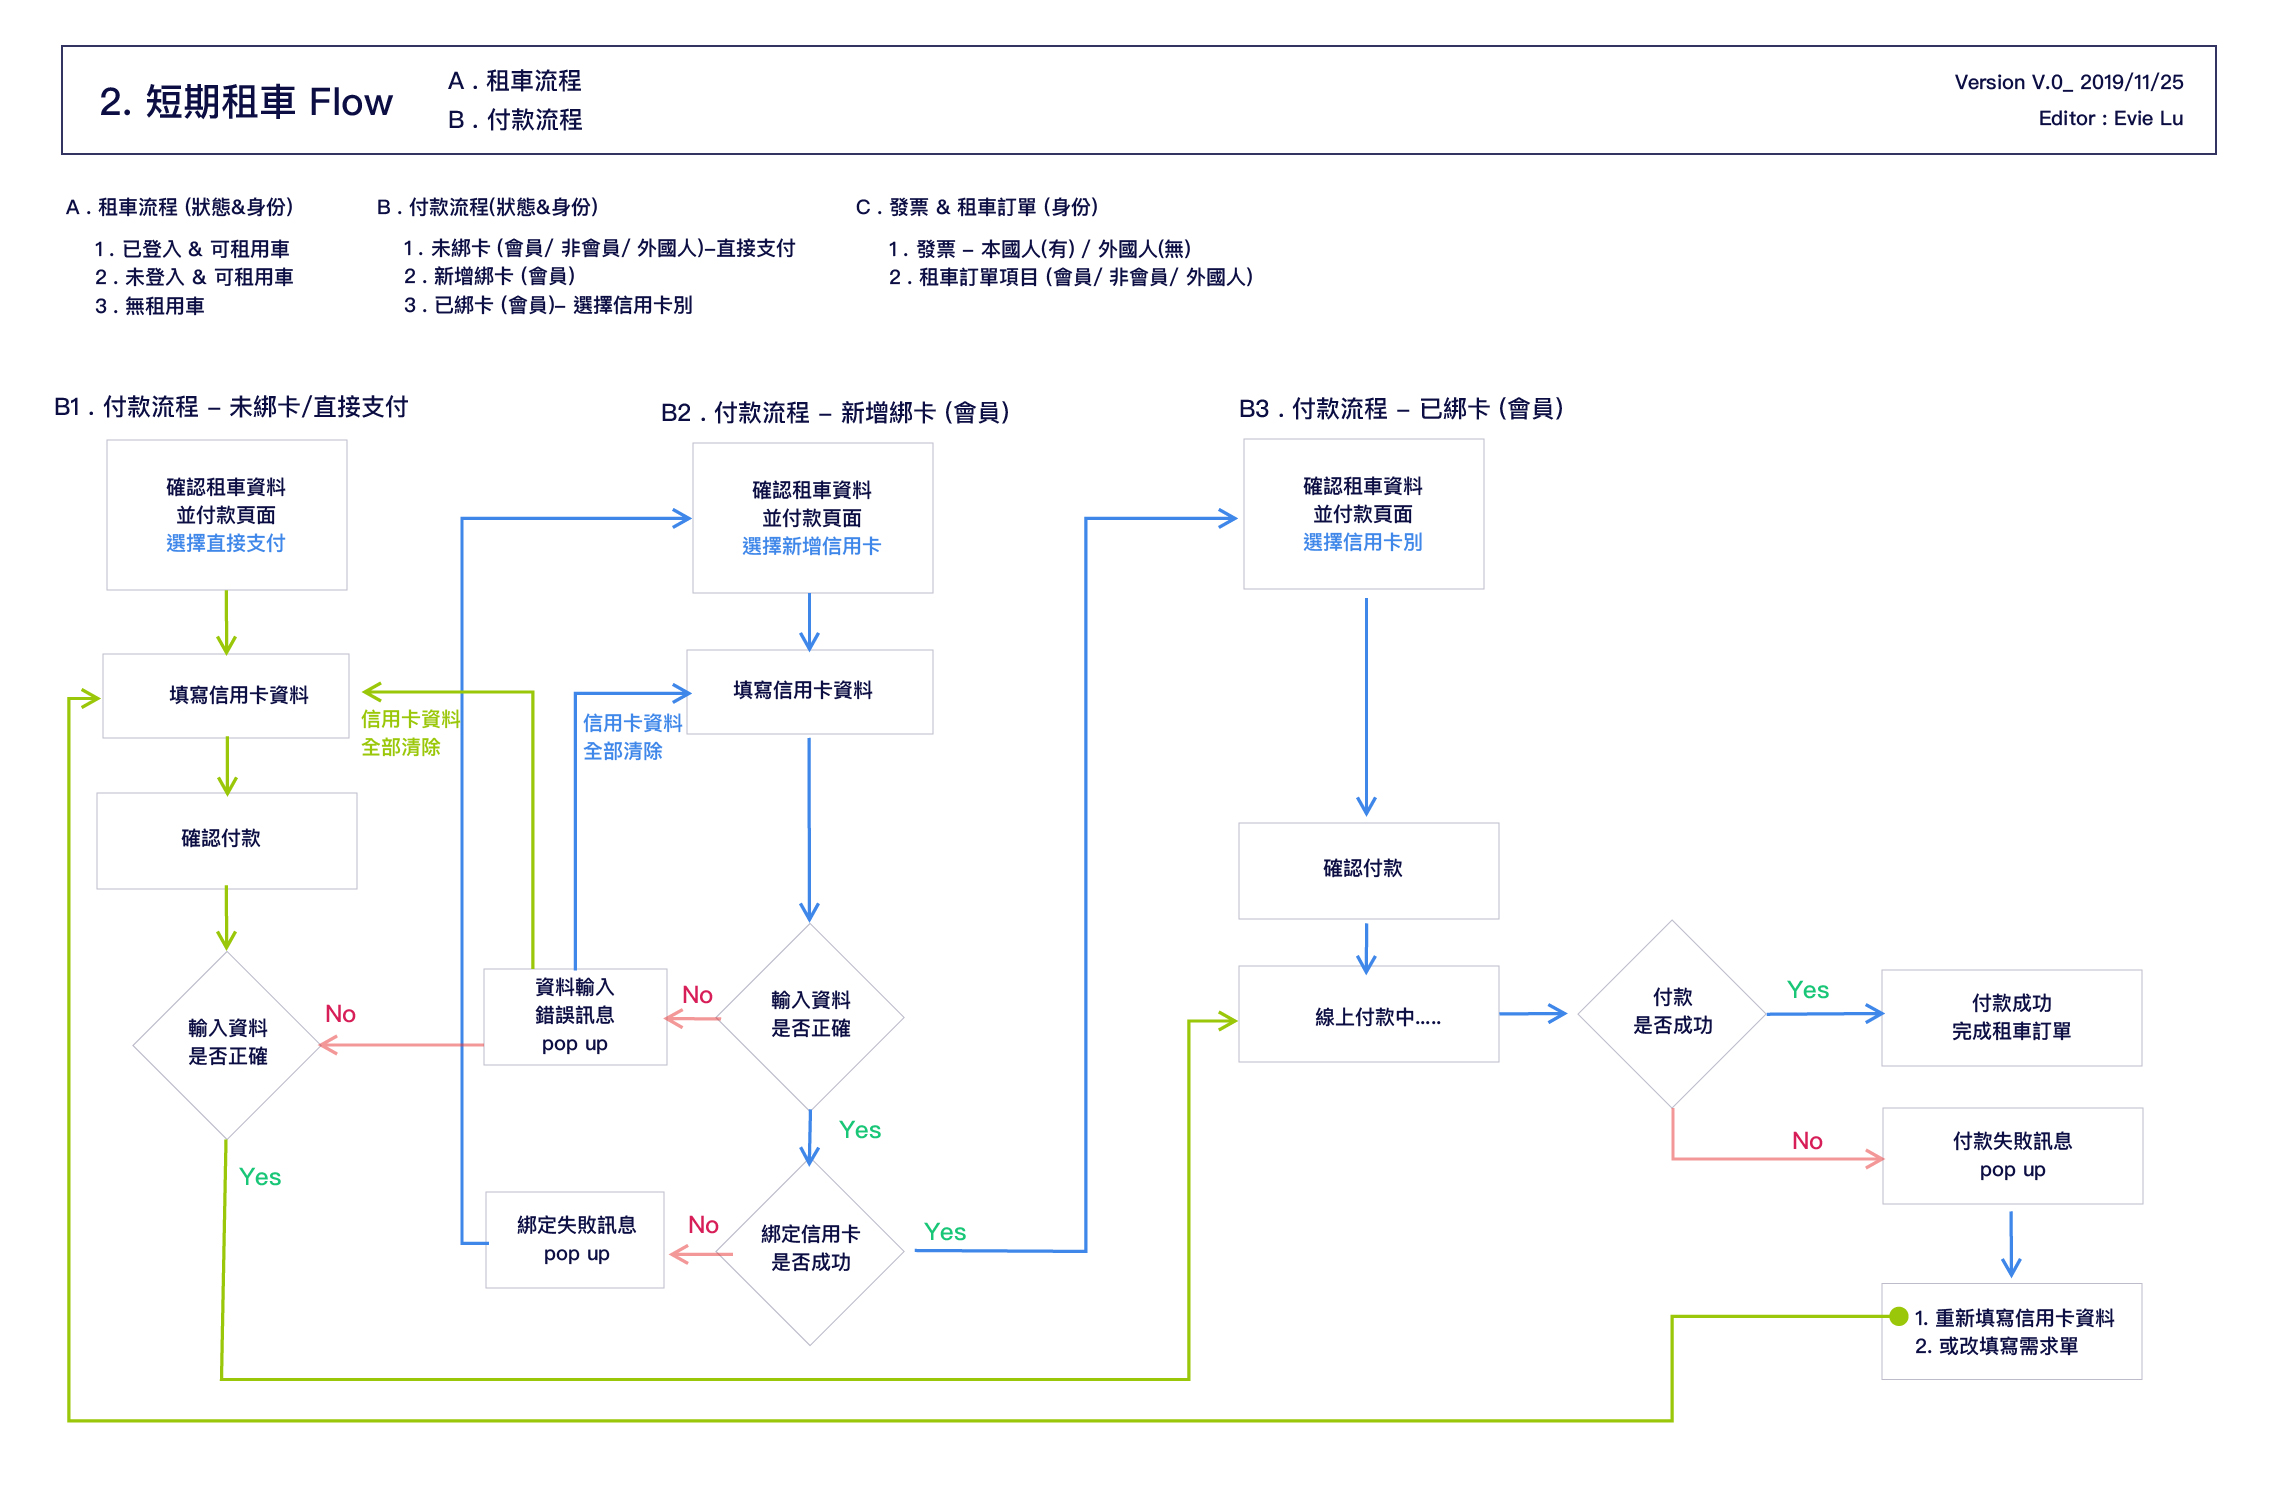 2. 短期租車 Flow
A . 租車流程
B . 付款流程
Version V.0_ 2019/11/25
Editor : Evie Lu
A . 租車流程 (狀態&身份)
1 . 已登入 & 可租用車
2 . 未登入 & 可租用車
3 . 無租用車
B . 付款流程(狀態&身份)
1 . 未綁卡 (會員/ 非會員/ 外國人)–直接支付
2 . 新增綁卡 (會員)
3 . 已綁卡 (會員)– 選擇信用卡別
C . 發票 & 租車訂單 (身份)
1 . 發票 – 本國人(有) / 外國人(無)
2 . 租車訂單項目 (會員/ 非會員/ 外國人)
B1 . 付款流程 – 未綁卡/直接支付
確認租車資料
並付款頁面
選擇直接支付
填寫信用卡資料
信用卡資料
全部清除
確認付款
輸入資料
是否正確
No
Yes
B2 . 付款流程 – 新增綁卡 (會員)
確認租車資料
並付款頁面
選擇新增信用卡
填寫信用卡資料
信用卡資料
全部清除
資料輸入
錯誤訊息
pop up
No
輸入資料
是否正確
Yes
綁定失敗訊息
pop up
No
綁定信用卡
是否成功
Yes
B3 . 付款流程 – 已綁卡 (會員)
確認租車資料
並付款頁面
選擇信用卡別
確認付款
線上付款中.....
付款
是否成功
Yes
付款成功
完成租車訂單
No
付款失敗訊息
pop up
1. 重新填寫信用卡資料
2. 或改填寫需求單